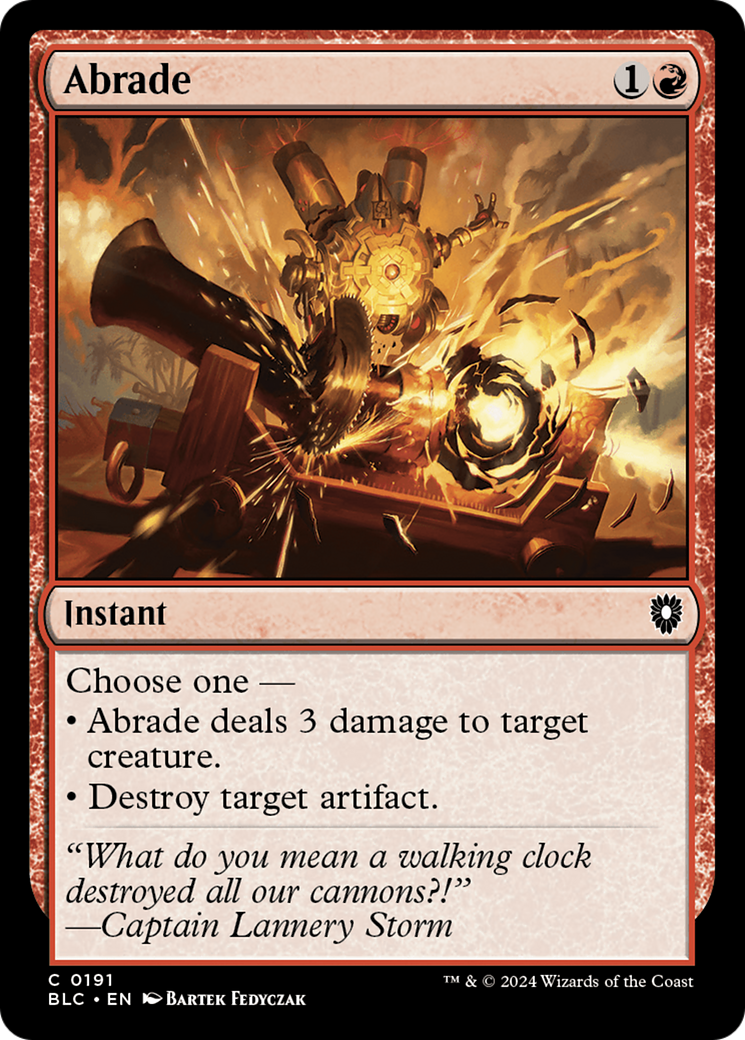 Abrade 1
Instant
Choose one —
• Abrade deals 3 damage to target
creature.
• Destroy target artifact.
“What do you mean a walking clock
destroyed all our cannons?!”
—Captain Lannery Storm
C 0191
BLC • EN Bartek Fedyczak
™ & © 2024 Wizards of the Coast